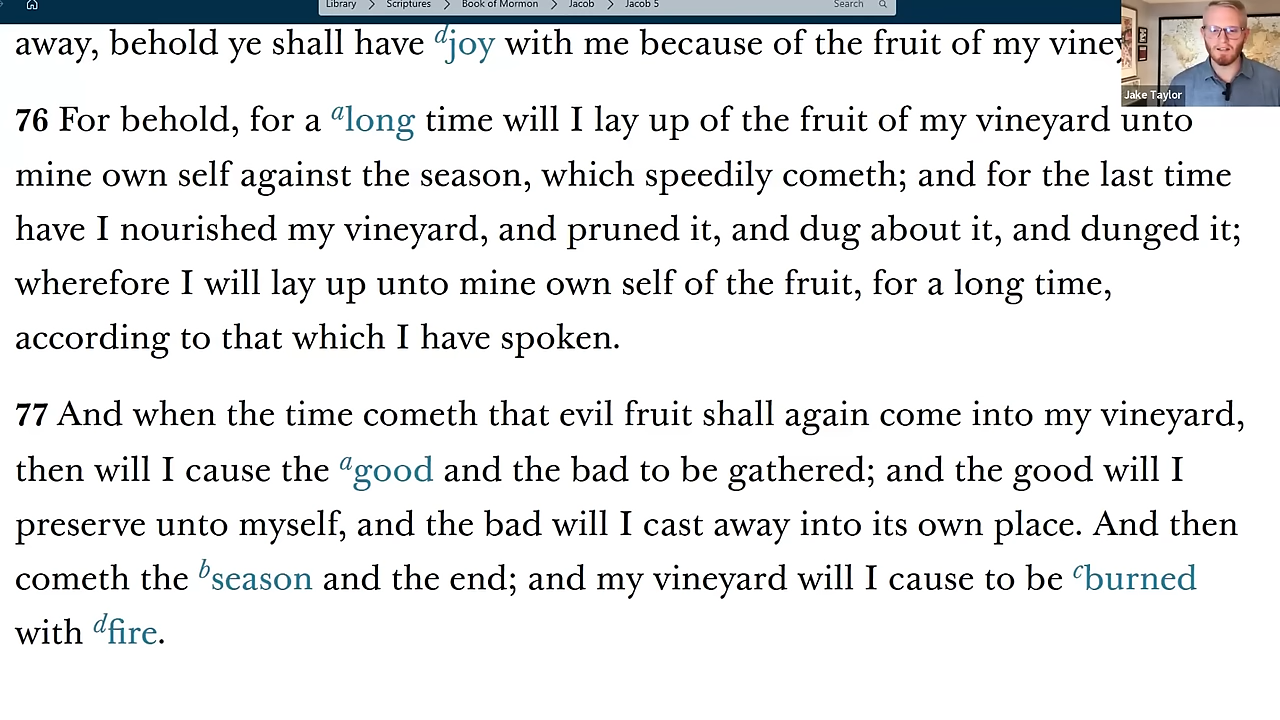 Library > Scriptures > Book of Mormon > Jacob > Jacob 5 Search
away, behold ye shall have djoy with me because of the fruit of my viney
Jake Taylor
76 For behold, for a along time will I lay up of the fruit of my vineyard unto
mine own self against the season, which speedily cometh; and for the last time
have I nourished my vineyard, and pruned it, and dug about it, and dunged it;
wherefore I will lay up unto mine own self of the fruit, for a long time,
according to that which I have spoken.
77 And when the time cometh that evil fruit shall again come into my vineyard,
then will I cause the agood and the bad to be gathered; and the good will I
preserve unto myself, and the bad will I cast away into its own place. And then
cometh the bseason and the end; and my vineyard will I cause to be cburned
with dfire.